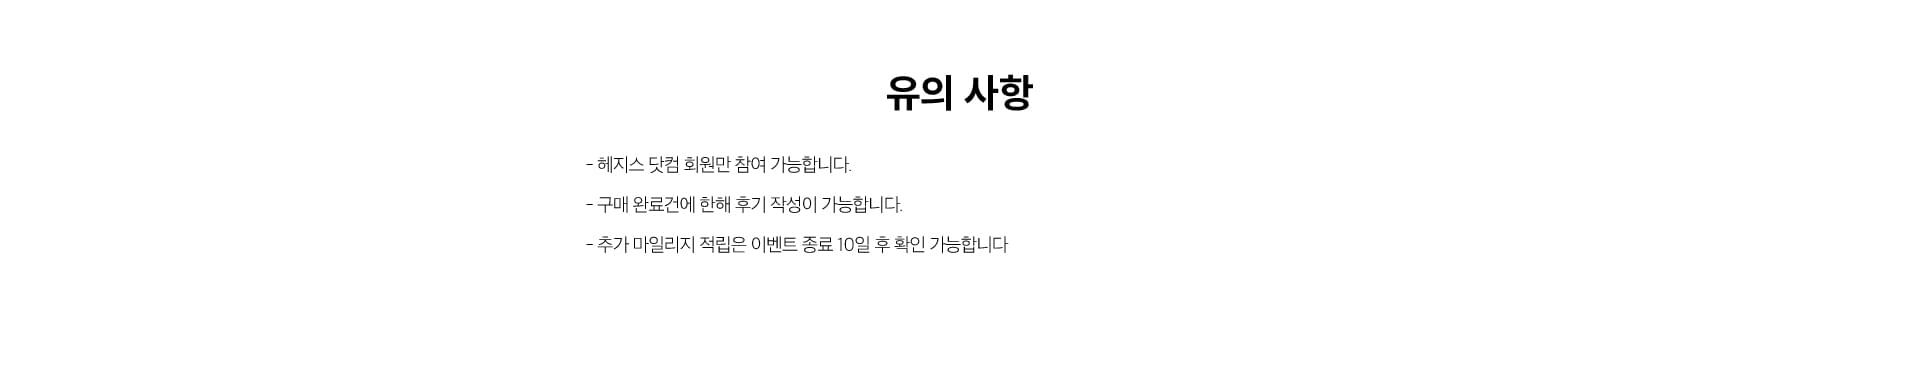 유의 사항
- 헤지스 닷컴 회원만 참여 가능합니다.
- 구매 완료건에 한해 후기 작성이 가능합니다.
- 추가 마일리지 적립은 이벤트 종료 10일 후 확인 가능합니다